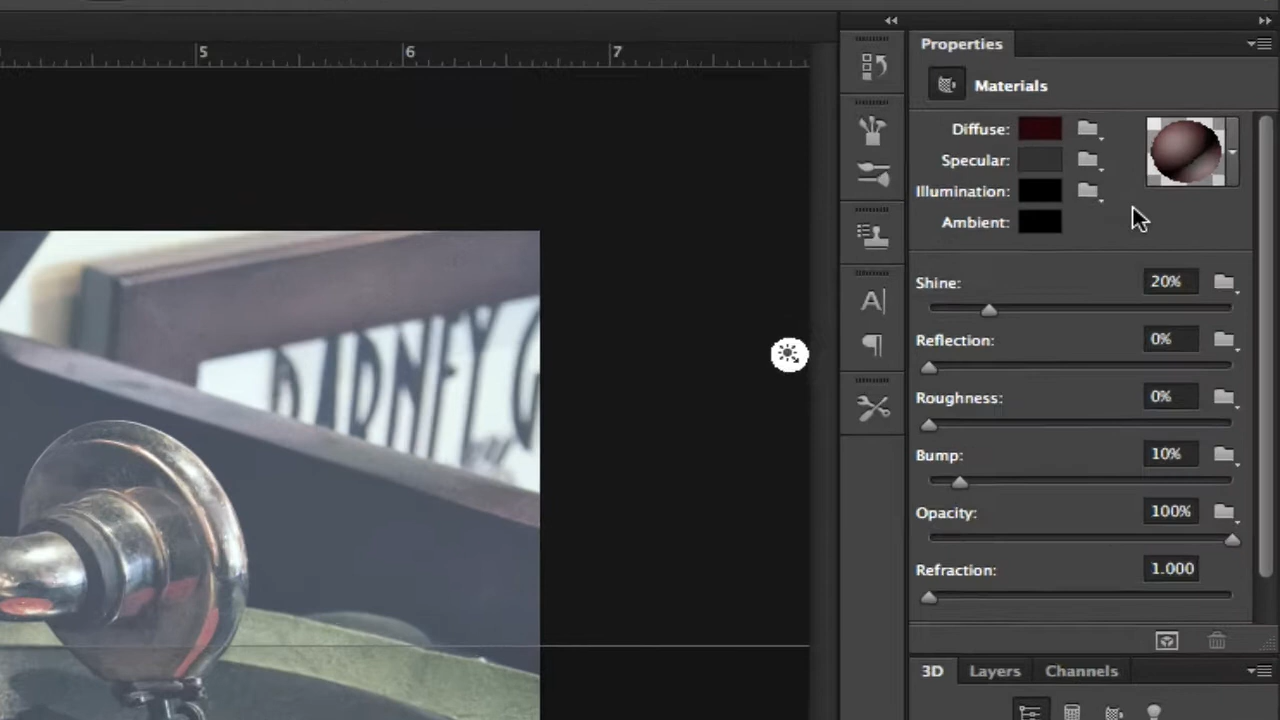 5 6 7
Properties
Materials
Diffuse:
Specular:
Illumination:
Ambient:
Shine: 20%
Reflection: 0%
Roughness: 0%
Bump: 10%
Opacity: 100%
Refraction: 1.000
3D Layers Channels